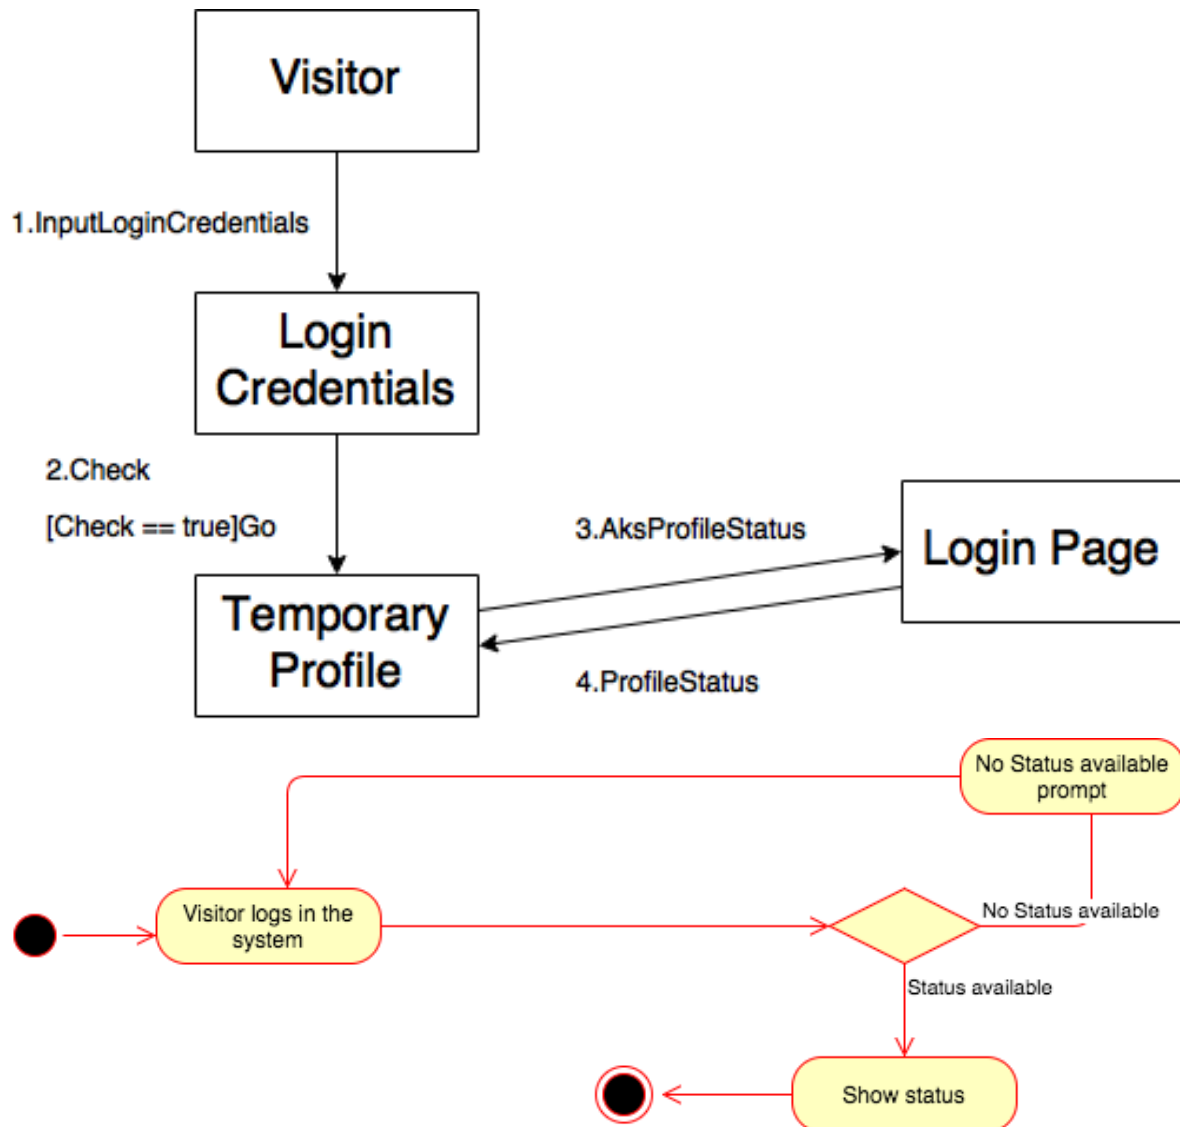 Visitor
1.InputLoginCredentials
Login
Credentials
2.Check
[Check == true]Go
3.AksProfileStatus
Login Page
Temporary
Profile
4.ProfileStatus
No Status available
prompt
Visitor logs in the
system
No Status available
Status available
Show status